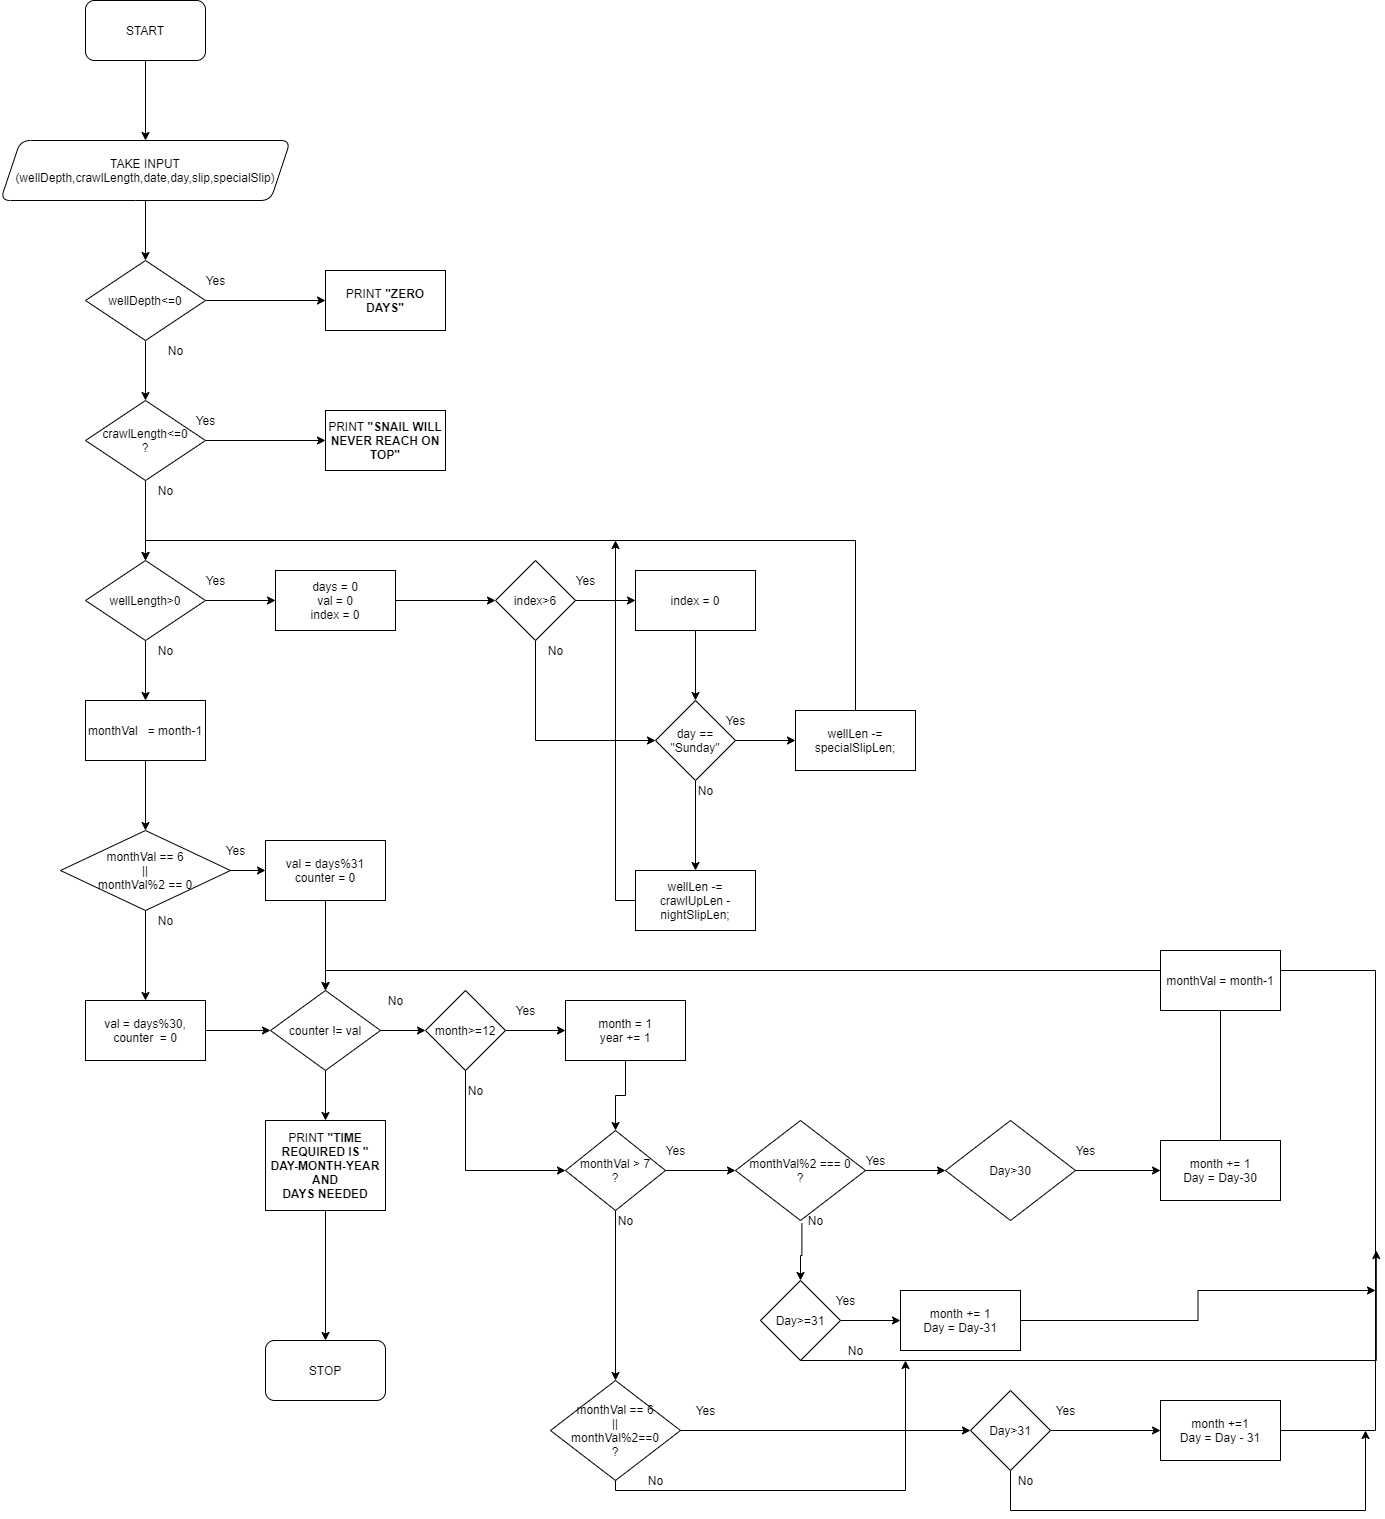 START
TAKE INPUT
(wellDepth,crawlLength,date,day,slip,specialSlip)
wellDepth<=0
Yes
PRINT "ZERO
DAYS"
No
crawlLength<=0
?
Yes
PRINT "SNAIL WILL
NEVER REACH ON
TOP"
No
wellLength>0
Yes
days = 0
val = 0
index = 0
index>6
Yes
index = 0
No
No
day ==
"Sunday"
Yes
wellLen -=
specialSlipLen;
No
wellLen -=
crawlUpLen -
nightSlipLen;
monthVal   = month-1
monthVal == 6
||
monthVal%2 == 0
Yes
val = days%31
counter = 0
No
val = days%30,
counter  = 0
counter != val
No
month>=12
Yes
month = 1
year += 1
No
monthVal = month-1
PRINT "TIME
REQUIRED IS "
DAY-MONTH-YEAR
AND
DAYS NEEDED
STOP
monthVal > 7
?
Yes
monthVal%2 === 0
?
Yes
Day>30
Yes
month += 1
Day = Day-30
No
No
Day>=31
Yes
month += 1
Day = Day-31
No
monthVal == 6
||
monthVal%2==0
?
Yes
No
Day>31
Yes
month +=1
Day = Day - 31
No